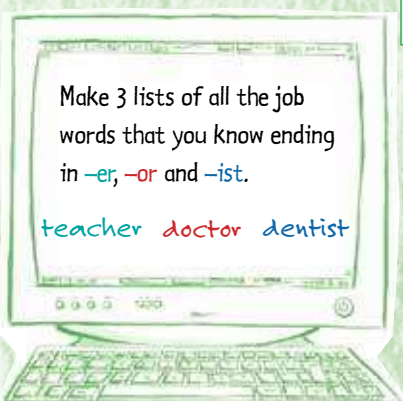 Make 3 lists of all the job
words that you know ending
in –er, –or and –ist.
teacher doctor dentist